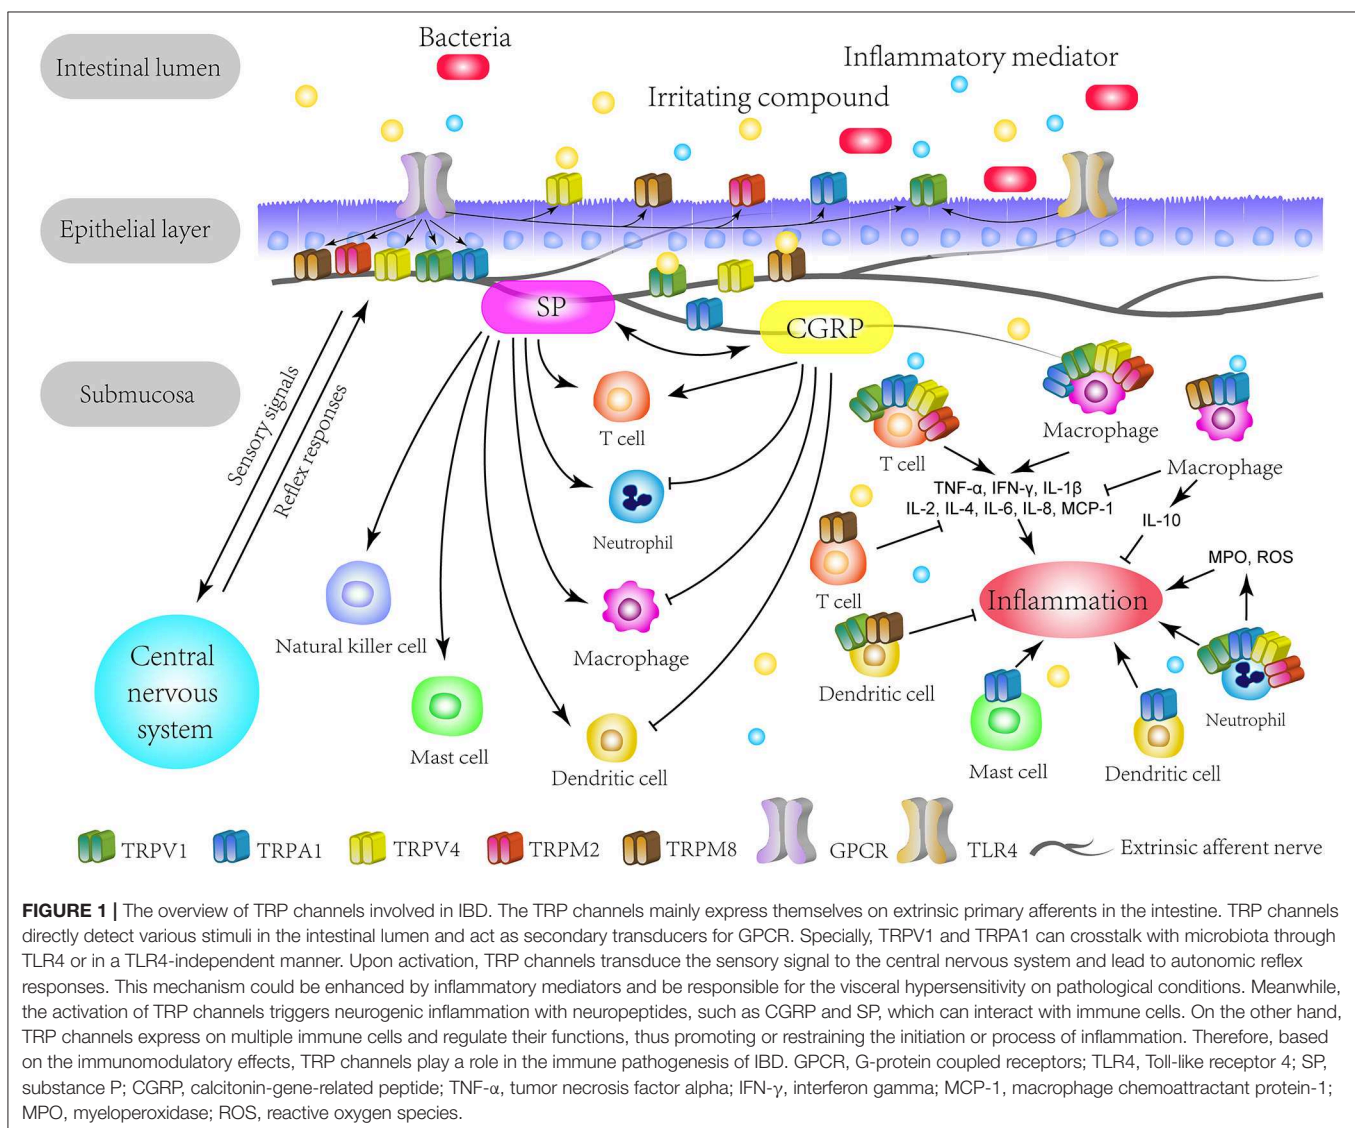 Bacteria
Intestinal lumen
Inflammatory mediator
Irritating compound
Epithelial layer
SP
CGRP
Submucosa
Sensory signals
Reflex responses
T cell
Neutrophil
Macrophage
Natural killer cell
Mast cell
Dendritic cell
Central
nervous
system
T cell
Macrophage
Macrophage
TNF-α, IFN-γ, IL-1β
IL-2, IL-4, IL-6, IL-8, MCP-1
IL-10
MPO, ROS
T cell
Inflammation
Dendritic cell
Mast cell
Dendritic cell
Neutrophil
TRPV1 TRPA1 TRPV4 TRPM2 TRPM8 GPCR TLR4 Extrinsic afferent nerve
FIGURE 1 | The overview of TRP channels involved in IBD. The TRP channels mainly express themselves on extrinsic primary afferents in the intestine. TRP channels
directly detect various stimuli in the intestinal lumen and act as secondary transducers for GPCR. Specially, TRPV1 and TRPA1 can crosstalk with microbiota through
TLR4 or in a TLR4-independent manner. Upon activation, TRP channels transduce the sensory signal to the central nervous system and lead to autonomic reflex
responses. This mechanism could be enhanced by inflammatory mediators and be responsible for the visceral hypersensitivity on pathological conditions. Meanwhile,
the activation of TRP channels triggers neurogenic inflammation with neuropeptides, such as CGRP and SP, which can interact with immune cells. On the other hand,
TRP channels express on multiple immune cells and regulate their functions, thus promoting or restraining the initiation or process of inflammation. Therefore, based
on the immunomodulatory effects, TRP channels play a role in the immune pathogenesis of IBD. GPCR, G-protein coupled receptors; TLR4, Toll-like receptor 4; SP,
substance P; CGRP, calcitonin-gene-related peptide; TNF-α, tumor necrosis factor alpha; IFN-γ, interferon gamma; MCP-1, macrophage chemoattractant protein-1;
MPO, myeloperoxidase; ROS, reactive oxygen species.